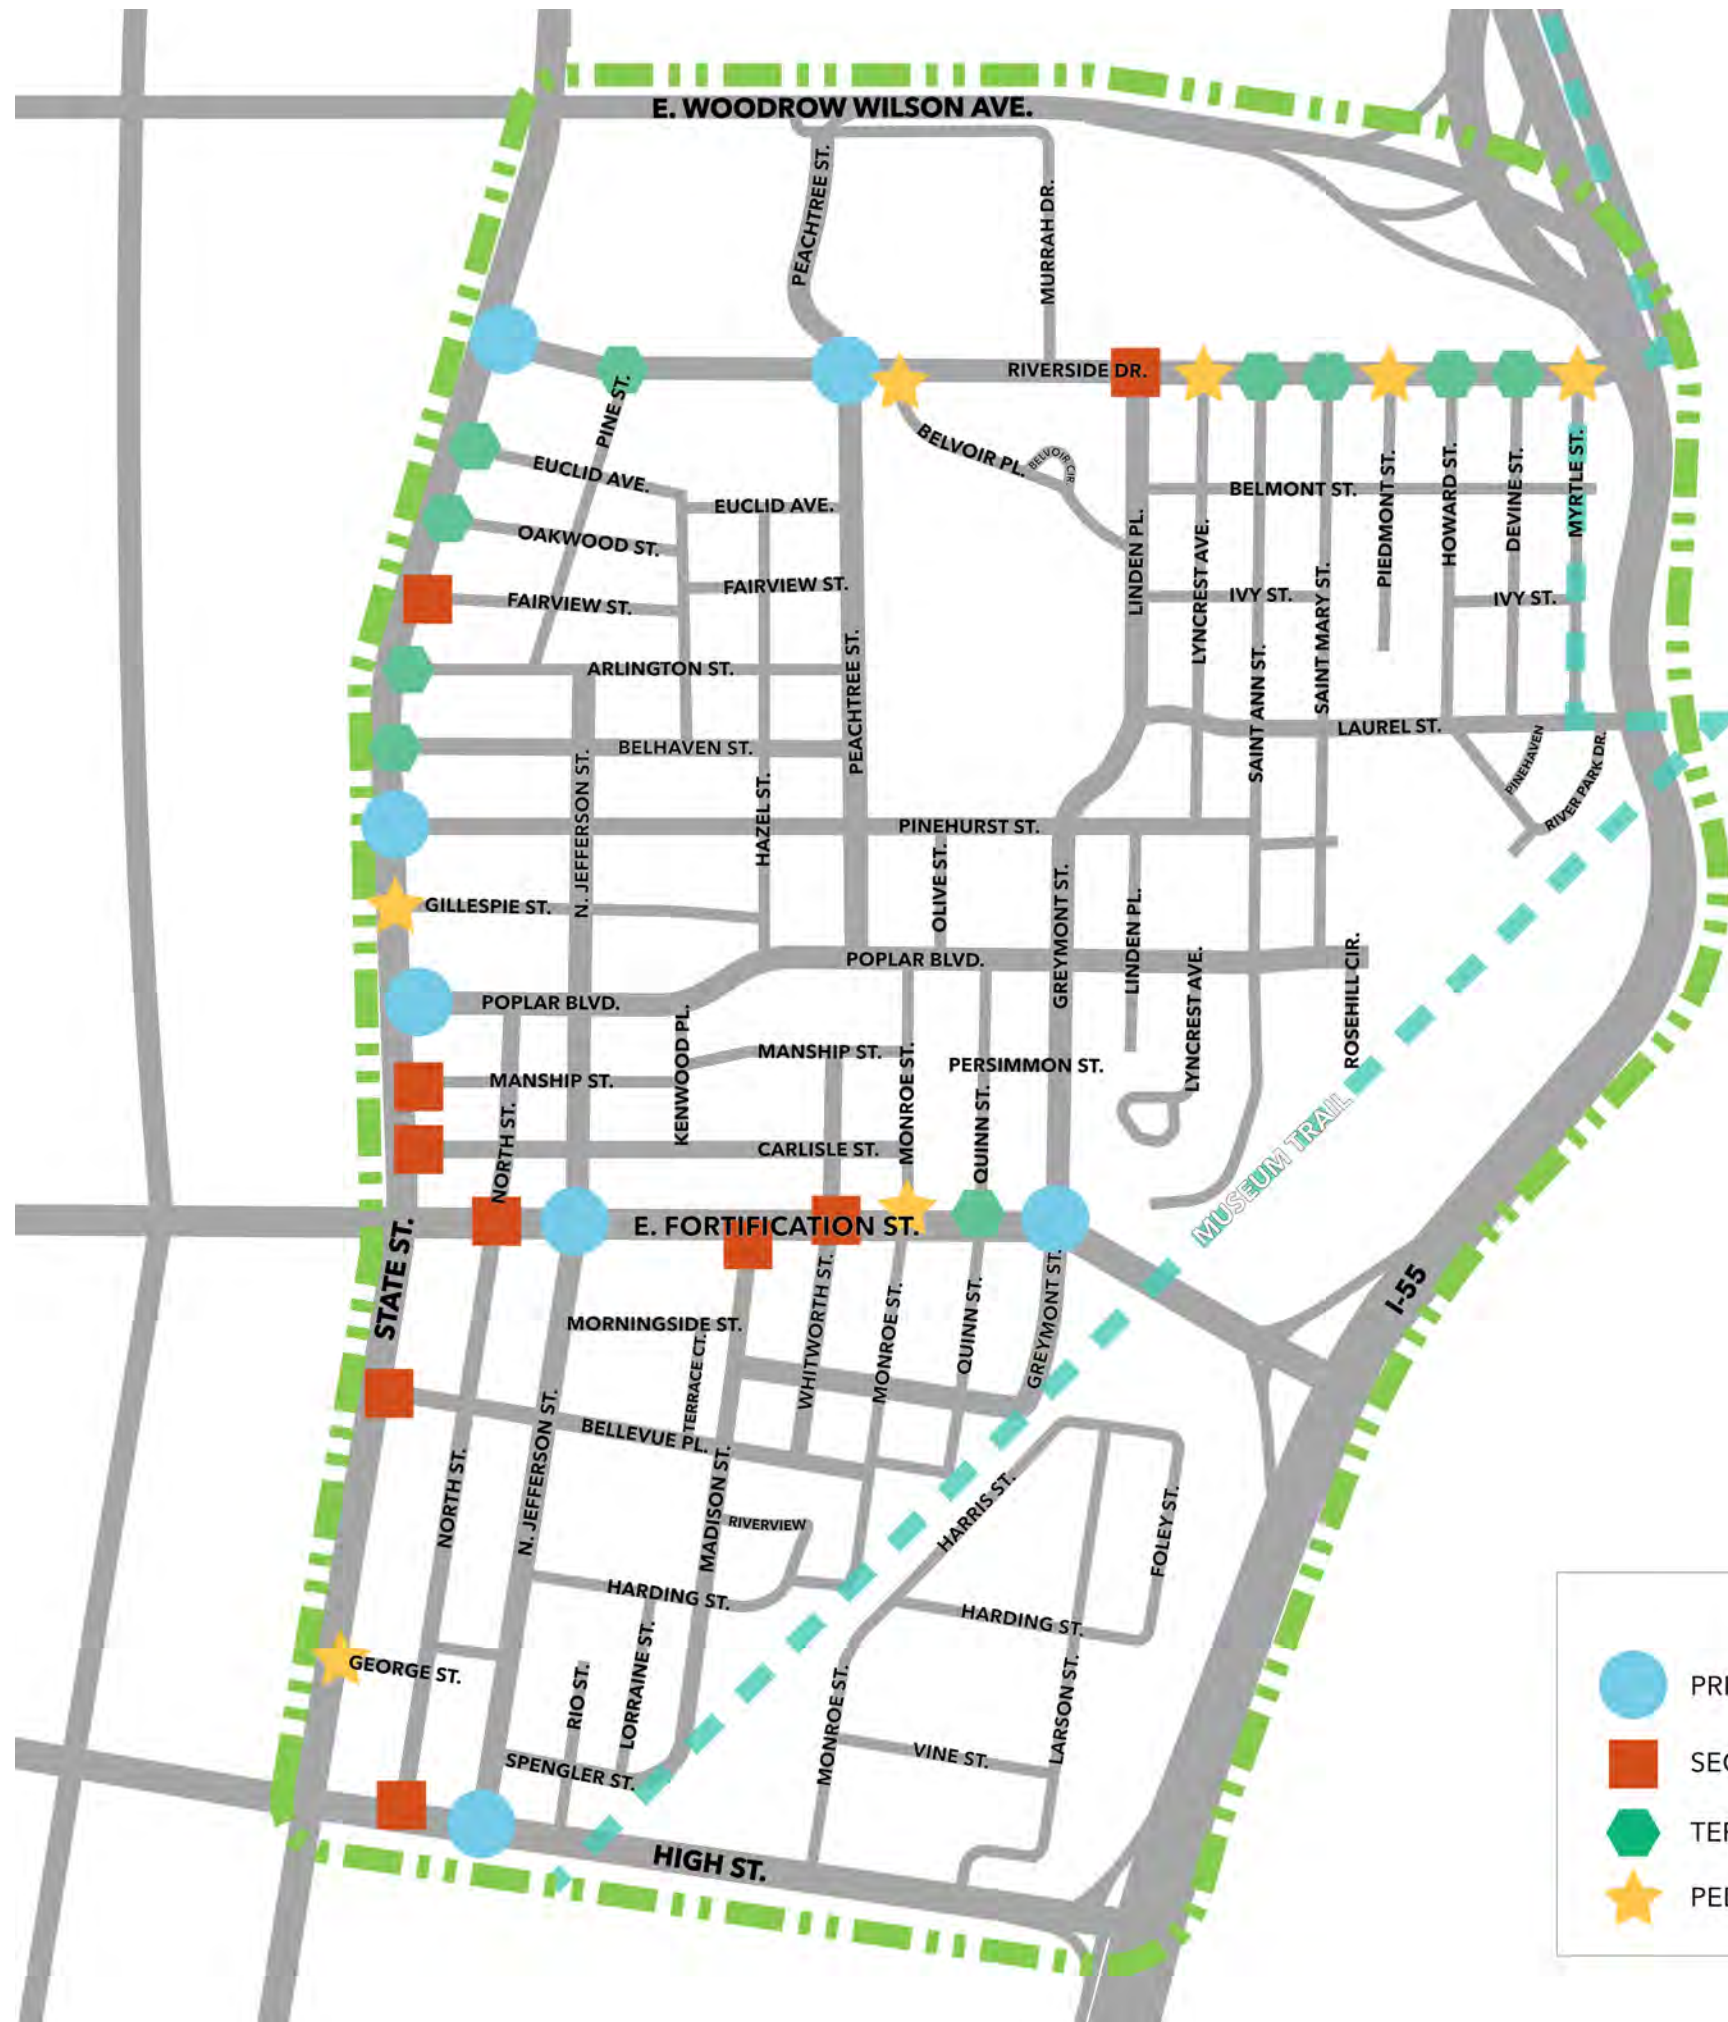 E. WOODROW WILSON AVE.
PEACHTREE ST.
MURRAH DR.
RIVERSIDE DR.
PINE ST.
BELVOIR PL.
BELVOIR CIR.
EUCLID AVE.
EUCLID AVE.
BELMONT ST.
PIEDMONT ST.
HOWARD ST.
DEVINE ST.
MYRTLE ST.
OAKWOOD ST.
LINDEN PL.
LYNCREST AVE.
FAIRVIEW ST.
FAIRVIEW ST.
IVY ST.
IVY ST.
SAINT MARY ST.
SAINT ANN ST.
ARLINGTON ST.
PEACHTREE ST.
LAUREL ST.
BELHAVEN ST.
PINEHAVEN
RIVER PARK DR.
N. JEFFERSON ST.
HAZEL ST.
PINEHURST ST.
OLIVE ST.
GREYMONT ST.
LINDEN PL.
GILLESPIE ST.
POPLAR BLVD.
LYNCREST AVE.
ROSEHILL CIR.
POPLAR BLVD.
KENWOOD PL.
MANSHIP ST.
MONROE ST.
PERSIMMON ST.
MANSHIP ST.
NORTH ST.
QUINN ST.
CARLISLE ST.
MUSEUM TRAIL
E. FORTIFICATION ST.
STATE ST.
I-55
MORNINGSIDE ST.
TERRACE CT.
WHITWORTH ST.
MONROE ST.
QUINN ST.
GREYMONT ST.
BELLEVUE PL.
NORTH ST.
N. JEFFERSON ST.
MADISON ST.
RIVERVIEW
HARRIS ST.
FOLEY ST.
HARDING ST.
HARDING ST.
GEORGE ST.
RIO ST.
LORRAINE ST.
MONROE ST.
LARSON ST.
SPENGLER ST.
VINE ST.
HIGH ST.
PRI
SEC
TER
PED